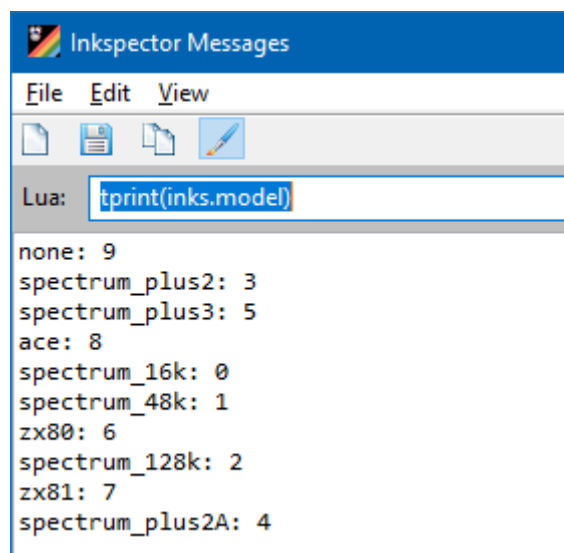 Inkspector Messages
File Edit View
Lua: tprint(inks.model)
none: 9
spectrum_plus2: 3
spectrum_plus3: 5
ace: 8
spectrum_16k: 0
spectrum_48k: 1
zx80: 6
spectrum_128k: 2
zx81: 7
spectrum_plus2A: 4